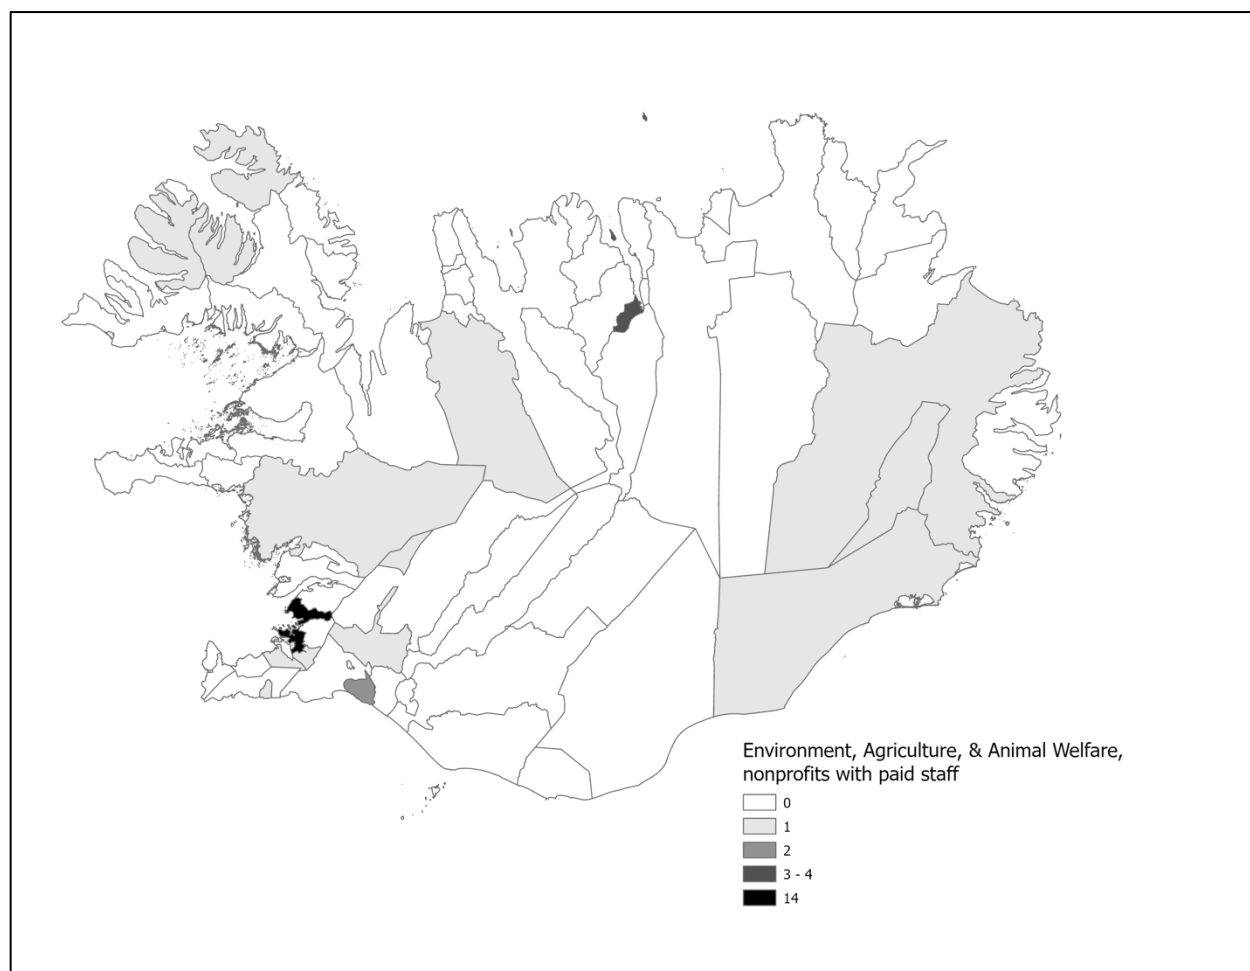 Environment, Agriculture, & Animal Welfare,
nonprofits with paid staff
0
1
2
3 - 4
14